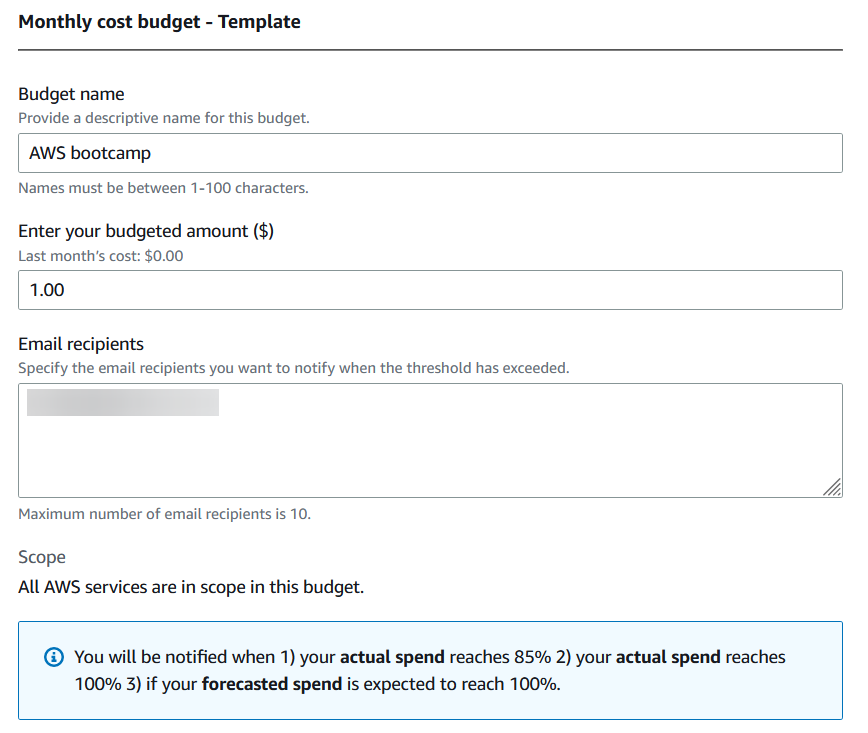 Monthly cost budget - Template
Budget name
Provide a descriptive name for this budget.
AWS bootcamp
Names must be between 1-100 characters.
Enter your budgeted amount ($)
Last month's cost: $0.00
1.00
Email recipients
Specify the email recipients you want to notify when the threshold has exceeded.
Maximum number of email recipients is 10.
Scope
All AWS services are in scope in this budget.
You will be notified when 1) your actual spend reaches 85% 2) your actual spend reaches
100% 3) if your forecasted spend is expected to reach 100%.